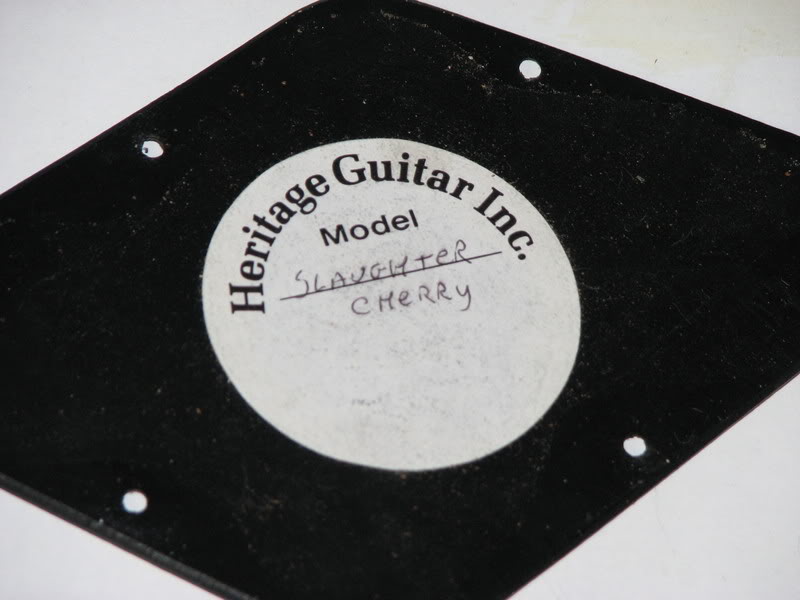 Heritage Guitar Inc.
Model
SLAUGHTER
CHERRY